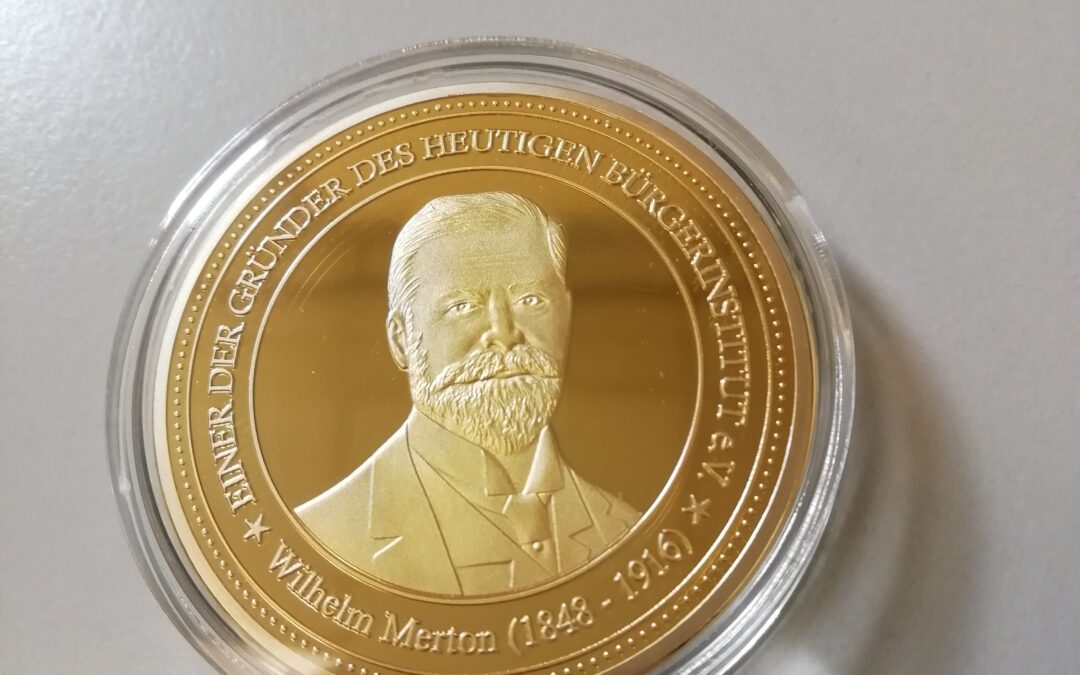 ★ EINER DER GRÜNDER DES HEUTIGEN BÜRGERINSTITUT e.V. ★
Wilhelm Merton (1848 - 1916)